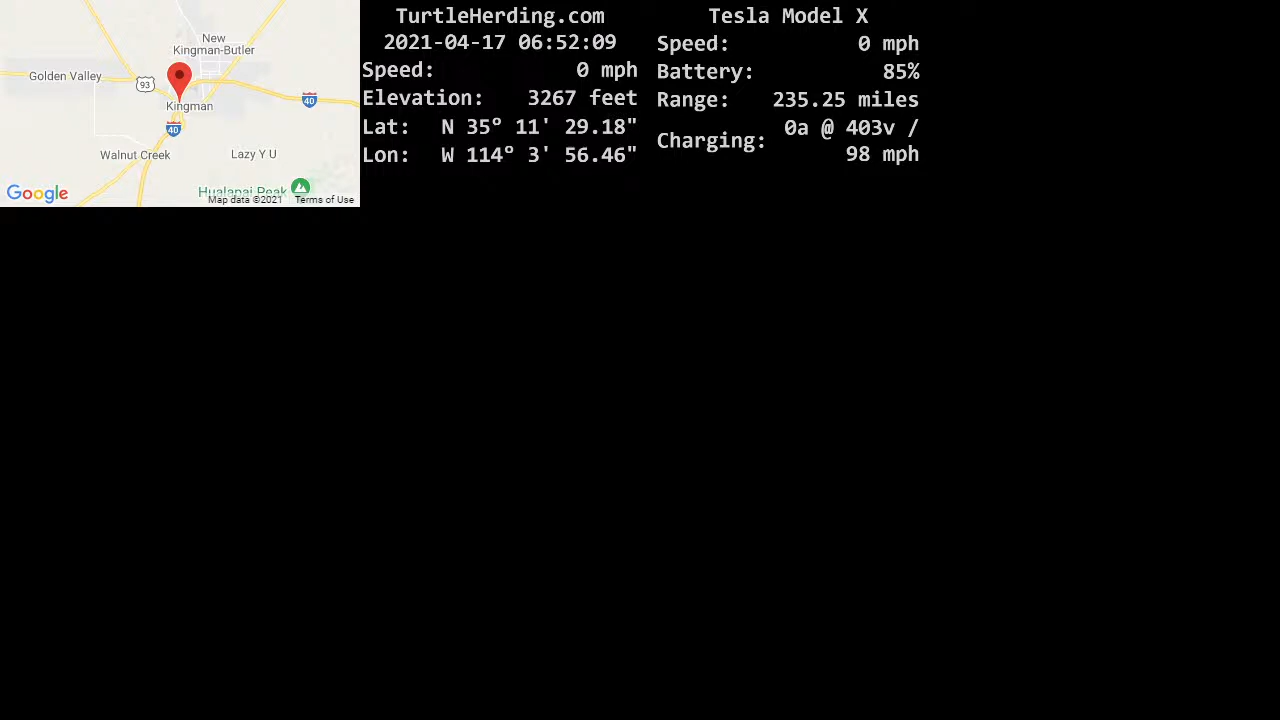 New
Kingman-Butler
Golden Valley
93
Kingman
40
40
Walnut Creek
Lazy Y U
Hualapai Peak
Google
Map data ©2021 Terms of Use
TurtleHerding.com
2021-04-17 06:52:09
Speed: 0 mph
Elevation: 3267 feet
Lat: N 35° 11' 29.18"
Lon: W 114° 3' 56.46"
Tesla Model X
Speed: 0 mph
Battery: 85%
Range: 235.25 miles
Charging: 0a @ 403v /
98 mph